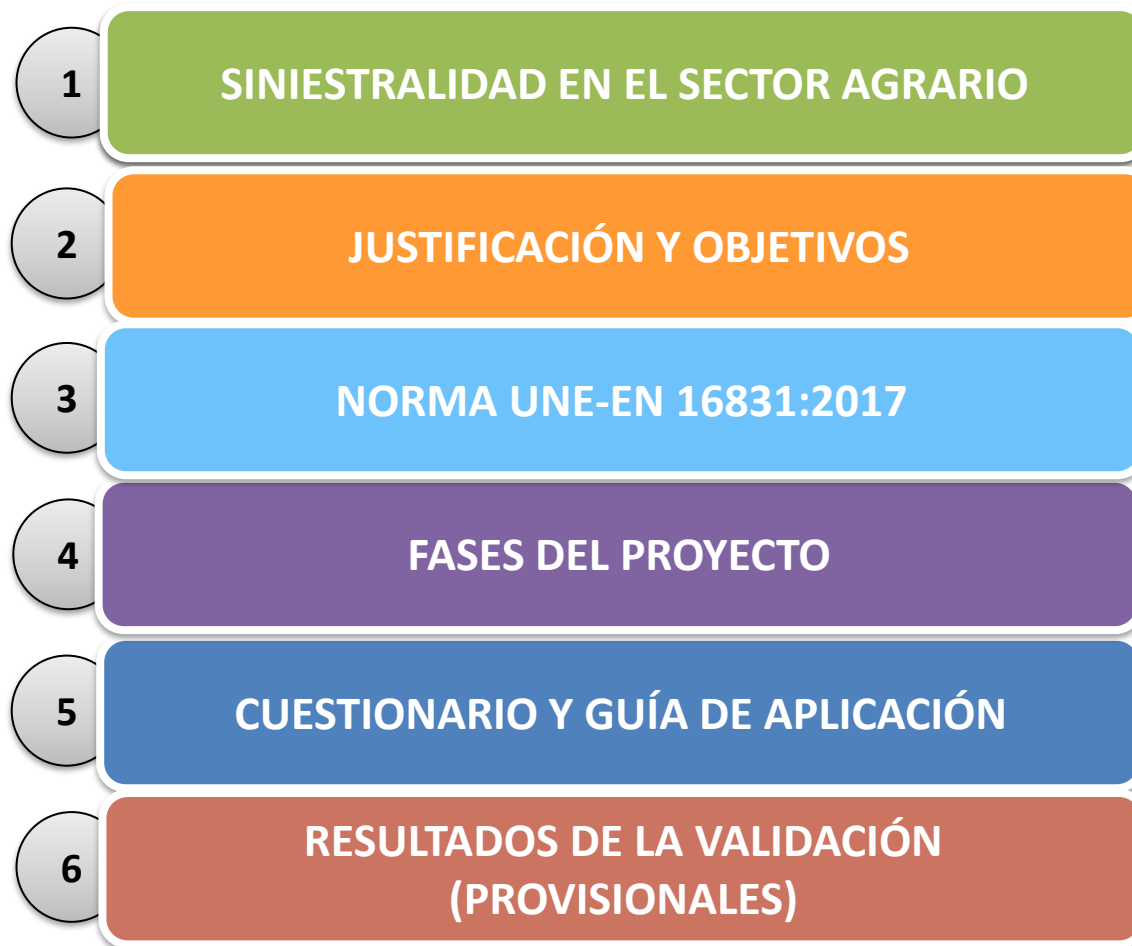 1
SINIESTRALIDAD EN EL SECTOR AGRARIO
2
JUSTIFICACIÓN Y OBJETIVOS
3
NORMA UNE-EN 16831:2017
4
FASES DEL PROYECTO
5
CUESTIONARIO Y GUÍA DE APLICACIÓN
6
RESULTADOS DE LA VALIDACIÓN
(PROVISIONALES)